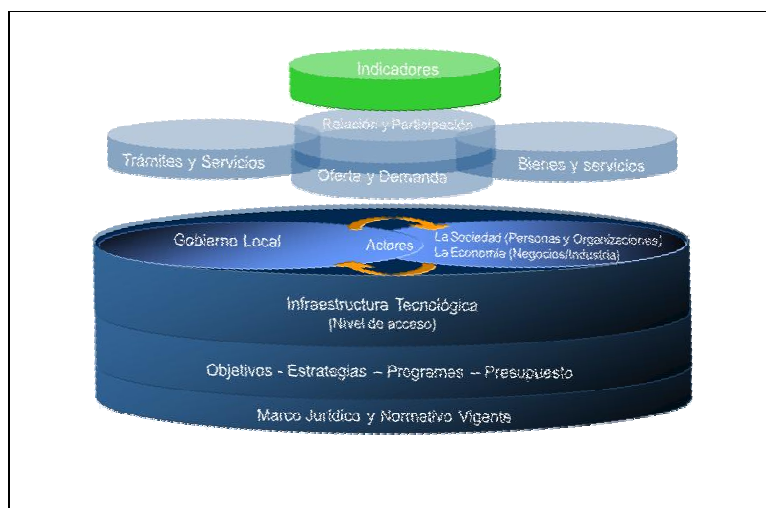 Indicadores
Relación y Participación
Trámites y Servicios
Bienes y servicios
Oferta y Demanda
Gobierno Local
Actores
La Sociedad (Personas y Organizaciones)
La Economía (Negocios/Industria)
Infraestructura Tecnológica
(Nivel de acceso)
Objetivos - Estrategias – Programas – Presupuesto
Marco Jurídico y Normativo Vigente